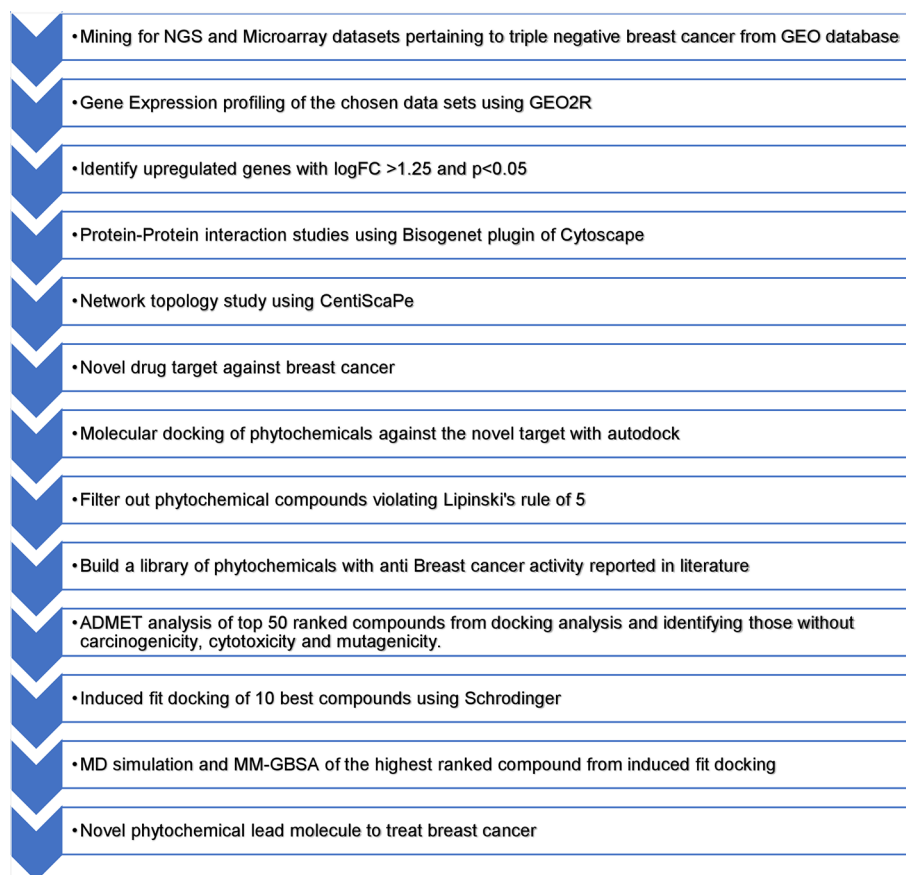 •Mining for NGS and Microarray datasets pertaining to triple negative breast cancer from GEO database
•Gene Expression profiling of the chosen data sets using GEO2R
•Identify upregulated genes with logFC >1.25 and p<0.05
•Protein-Protein interaction studies using Bisogenet plugin of Cytoscape
•Network topology study using CentiScaPe
•Novel drug target against breast cancer
•Molecular docking of phytochemicals against the novel target with autodock
•Filter out phytochemical compounds violating Lipinski's rule of 5
•Build a library of phytochemicals with anti Breast cancer activity reported in literature
•ADMET analysis of top 50 ranked compounds from docking analysis and identifying those without
carcinogenicity, cytotoxicity and mutagenicity.
•Induced fit docking of 10 best compounds using Schrodinger
•MD simulation and MM-GBSA of the highest ranked compound from induced fit docking
•Novel phytochemical lead molecule to treat breast cancer